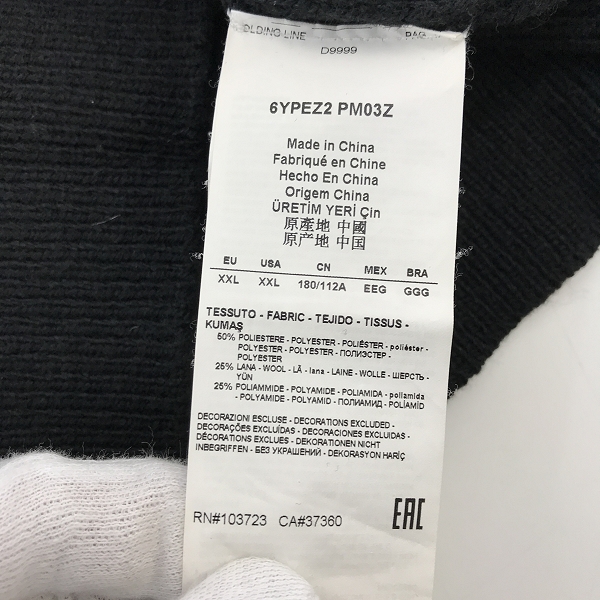 OLDING LINE
D9999
6YPEZ2 PM03Z
Made in China
Fabriqué en Chine
Hecho En China
Origem China
ÜRETİM YERİ Çin
原產地 中國
原产地 中国
EU USA CN MEX BRA
XXL XXL 180/112A EEG GGG
TESSUTO - FABRIC - TEJIDO - TISSUS -
KUMAŞ
50% POLIESTERE - POLYESTER - POLIÉSTER - poliéster -
POLYESTER - POLYESTER - ПОЛИЭСТЕР -
POLYESTER
25% LANA - WOOL - LÃ - lana - LAINE - WOLLE - ШЕРСТЬ -
YÜN
25% POLIAMMIDE - POLYAMIDE - POLIAMIDA - poliamida
- POLYAMIDE - POLYAMID - ПОЛИАМИД - POLİAMİD
DECORAZIONI ESCLUSE - DECORATIONS EXCLUDED -
DECORAÇÕES EXCLUÍDAS - DECORACIONES EXCLUIDAS -
DÉCORATIONS EXCLUES - DEKORATIONEN NICHT
INBEGRIFFEN - БЕЗ УКРАШЕНИЙ - DEKORASYON HARİÇ
RN#103723 CA#37360
EAC